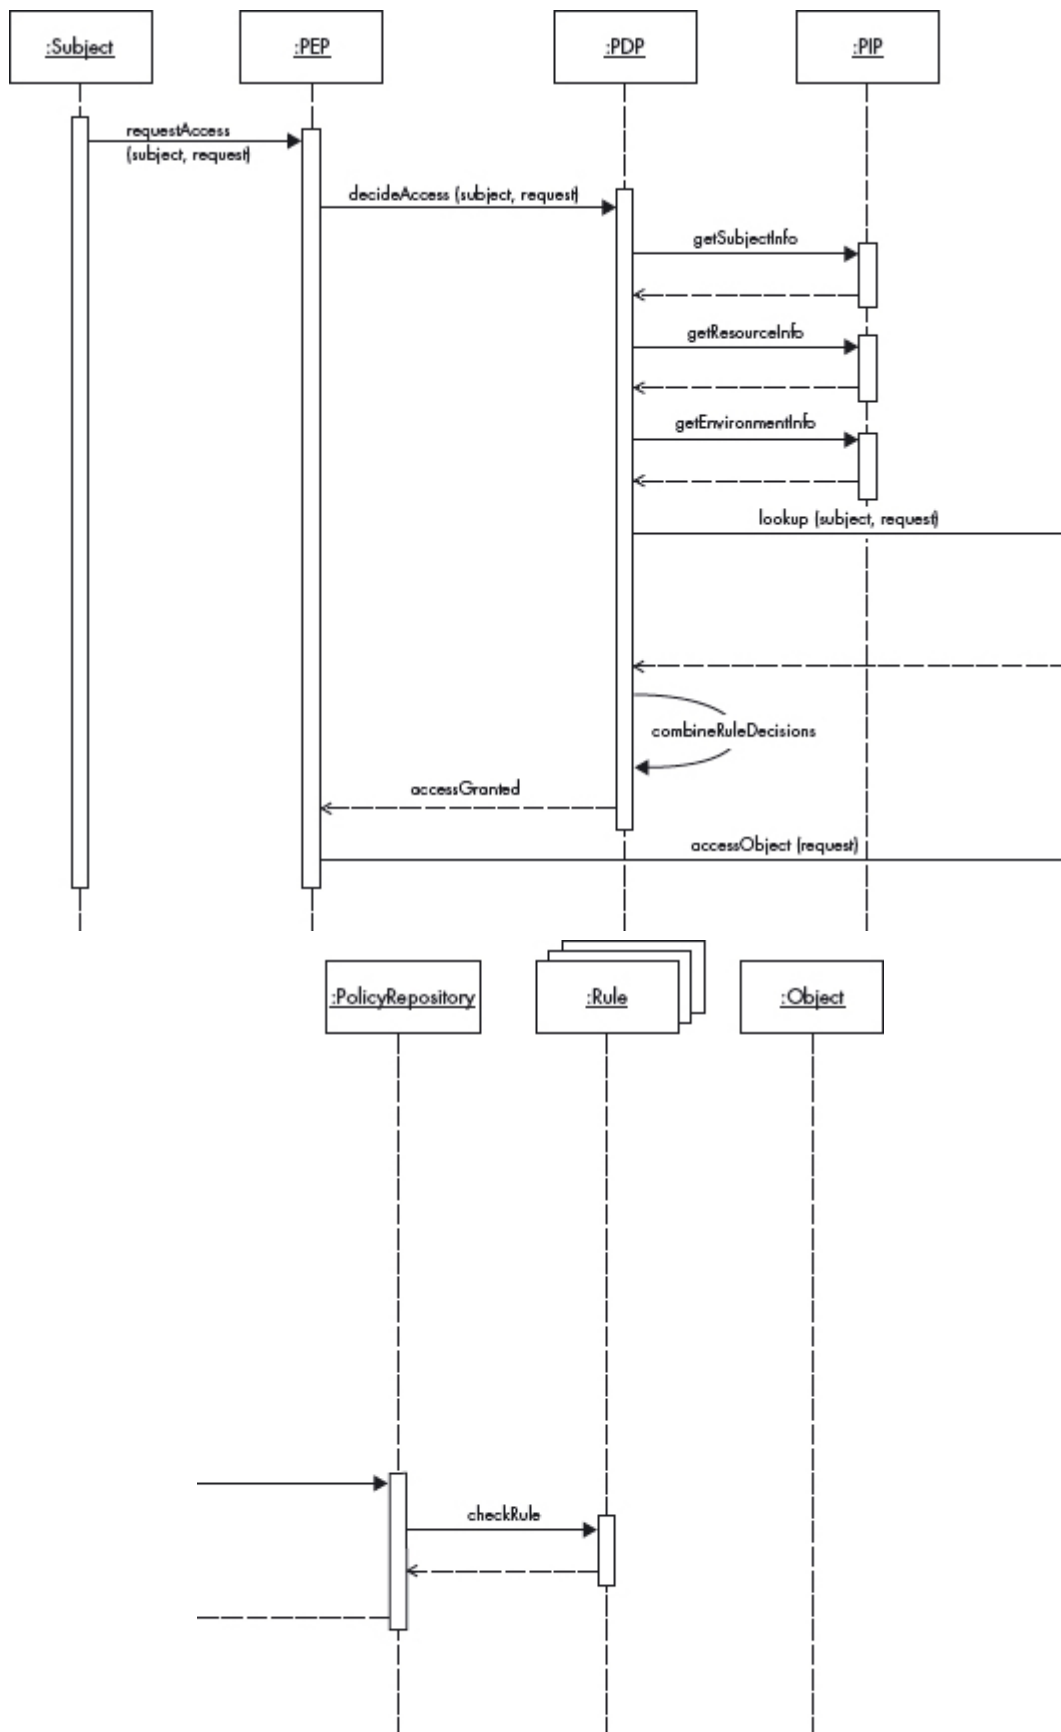 :Subject
:PEP
:PDP
:PIP
requestAccess
(subject, request)
decideAccess (subject, request)
getSubjectInfo
getResourceInfo
getEnvironmentInfo
lookup (subject, request)
combineRuleDecisions
accessGranted
accessObject (request)
:PolicyRepository
:Rule
:Object
checkRule